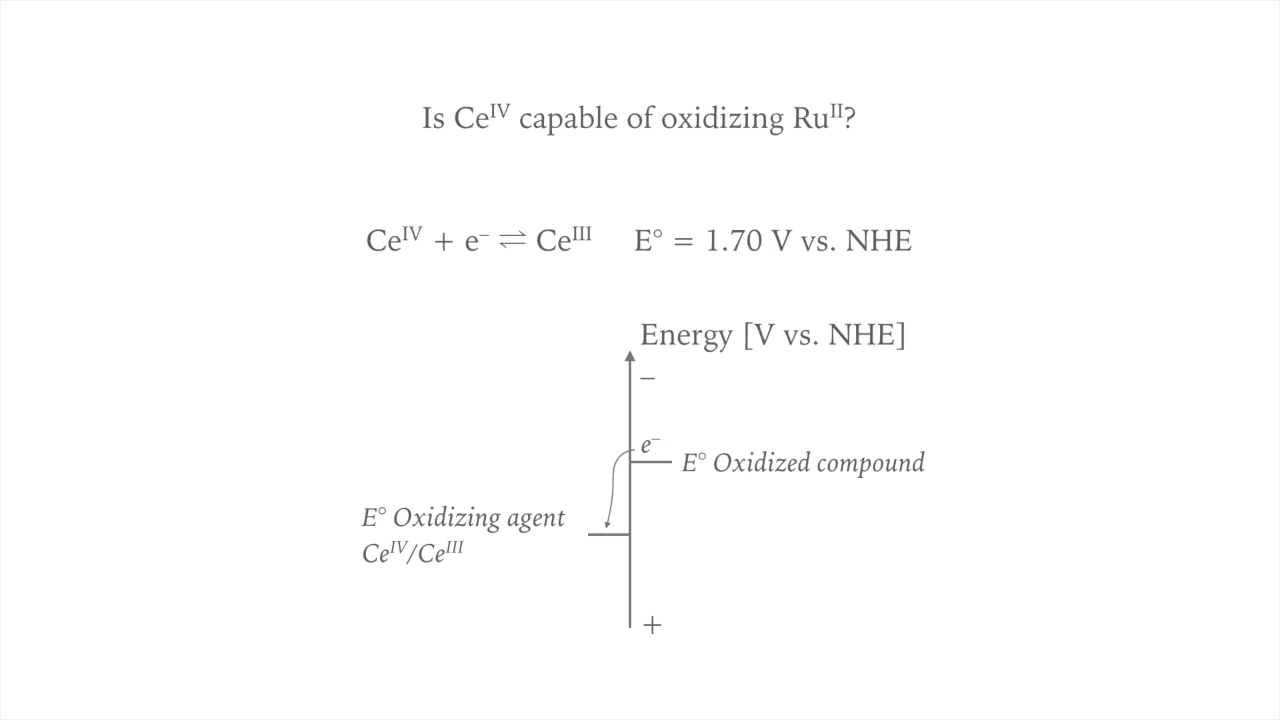 Is Ce^IV capable of oxidizing Ru^II?
Ce^IV + e⁻ ⇌ Ce^III E° = 1.70 V vs. NHE
Energy [V vs. NHE]
−
e⁻
E° Oxidized compound
E° Oxidizing agent
Ce^IV/Ce^III
+